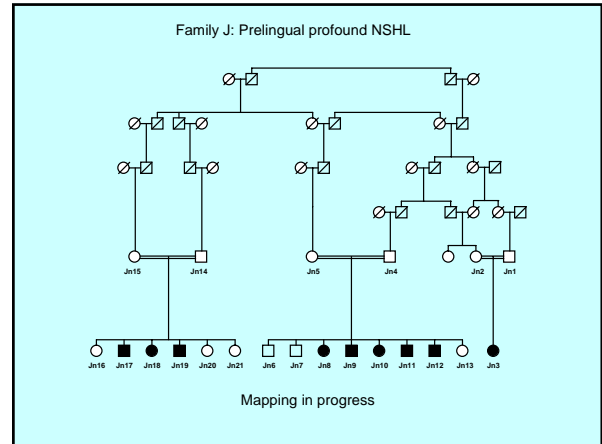 Family J: Prelingual profound NSHL
Jn15 Jn14 Jn5 Jn4 Jn2 Jn1
Jn16 Jn17 Jn18 Jn19 Jn20 Jn21 Jn6 Jn7 Jn8 Jn9 Jn10 Jn11 Jn12 Jn13 Jn3
Mapping in progress